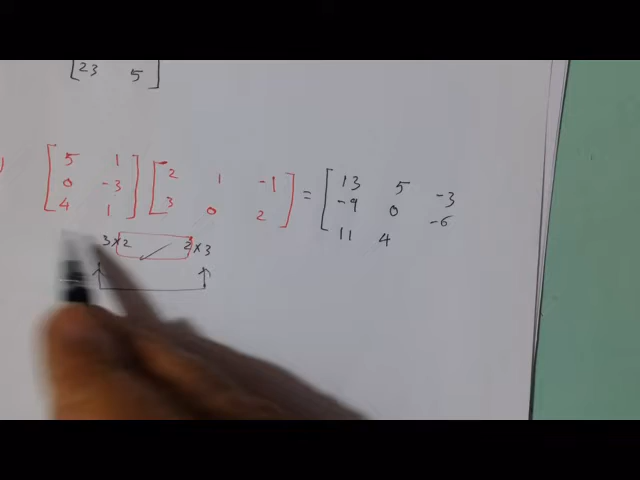 [23 5]
)
[5 1] [2 1 -1] = [13 5 -3
0 -3 3 0 2 -9 0 -6
4 1 11 4
3×2 2×3